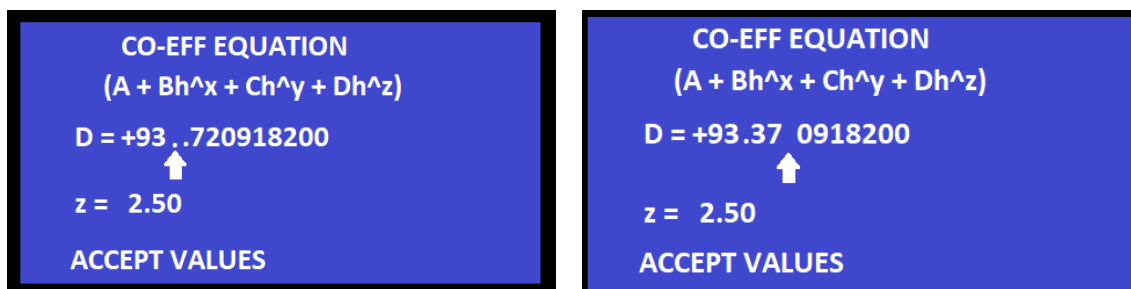 CO-EFF EQUATION
(A + Bh^x + Ch^y + Dh^z)
D = +93..720918200
z = 2.50
ACCEPT VALUES
CO-EFF EQUATION
(A + Bh^x + Ch^y + Dh^z)
D = +93.37 0918200
z = 2.50
ACCEPT VALUES